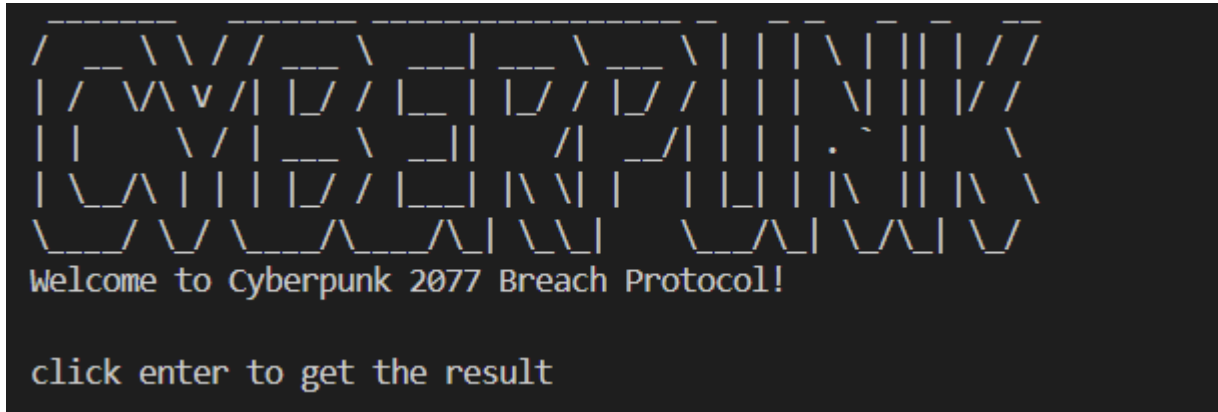 CYBERPUNK
Welcome to Cyberpunk 2077 Breach Protocol!
click enter to get the result